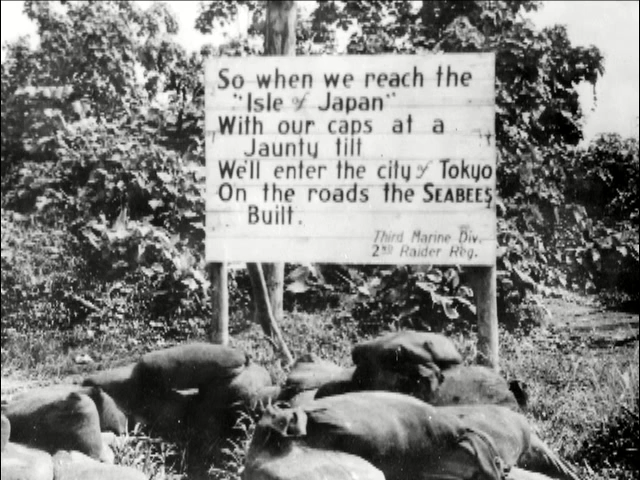 So when we reach the
"Isle of Japan"
With our caps at a
Jaunty tilt
We'll enter the city of Tokyo
On the roads the SEABEES
Built.
Third Marine Div.
2ND Raider Reg.